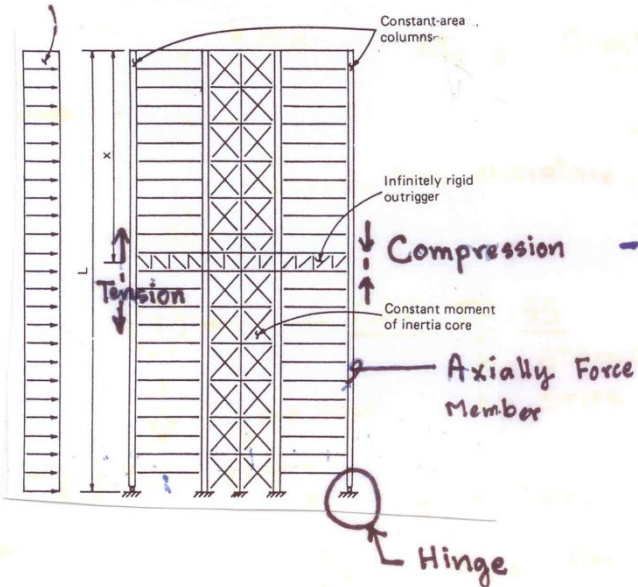 Constant-area
columns
x
Infinitely rigid
outrigger
Compression
L
Tension
Constant moment
of inertia core
Axially Force
Member
Hinge